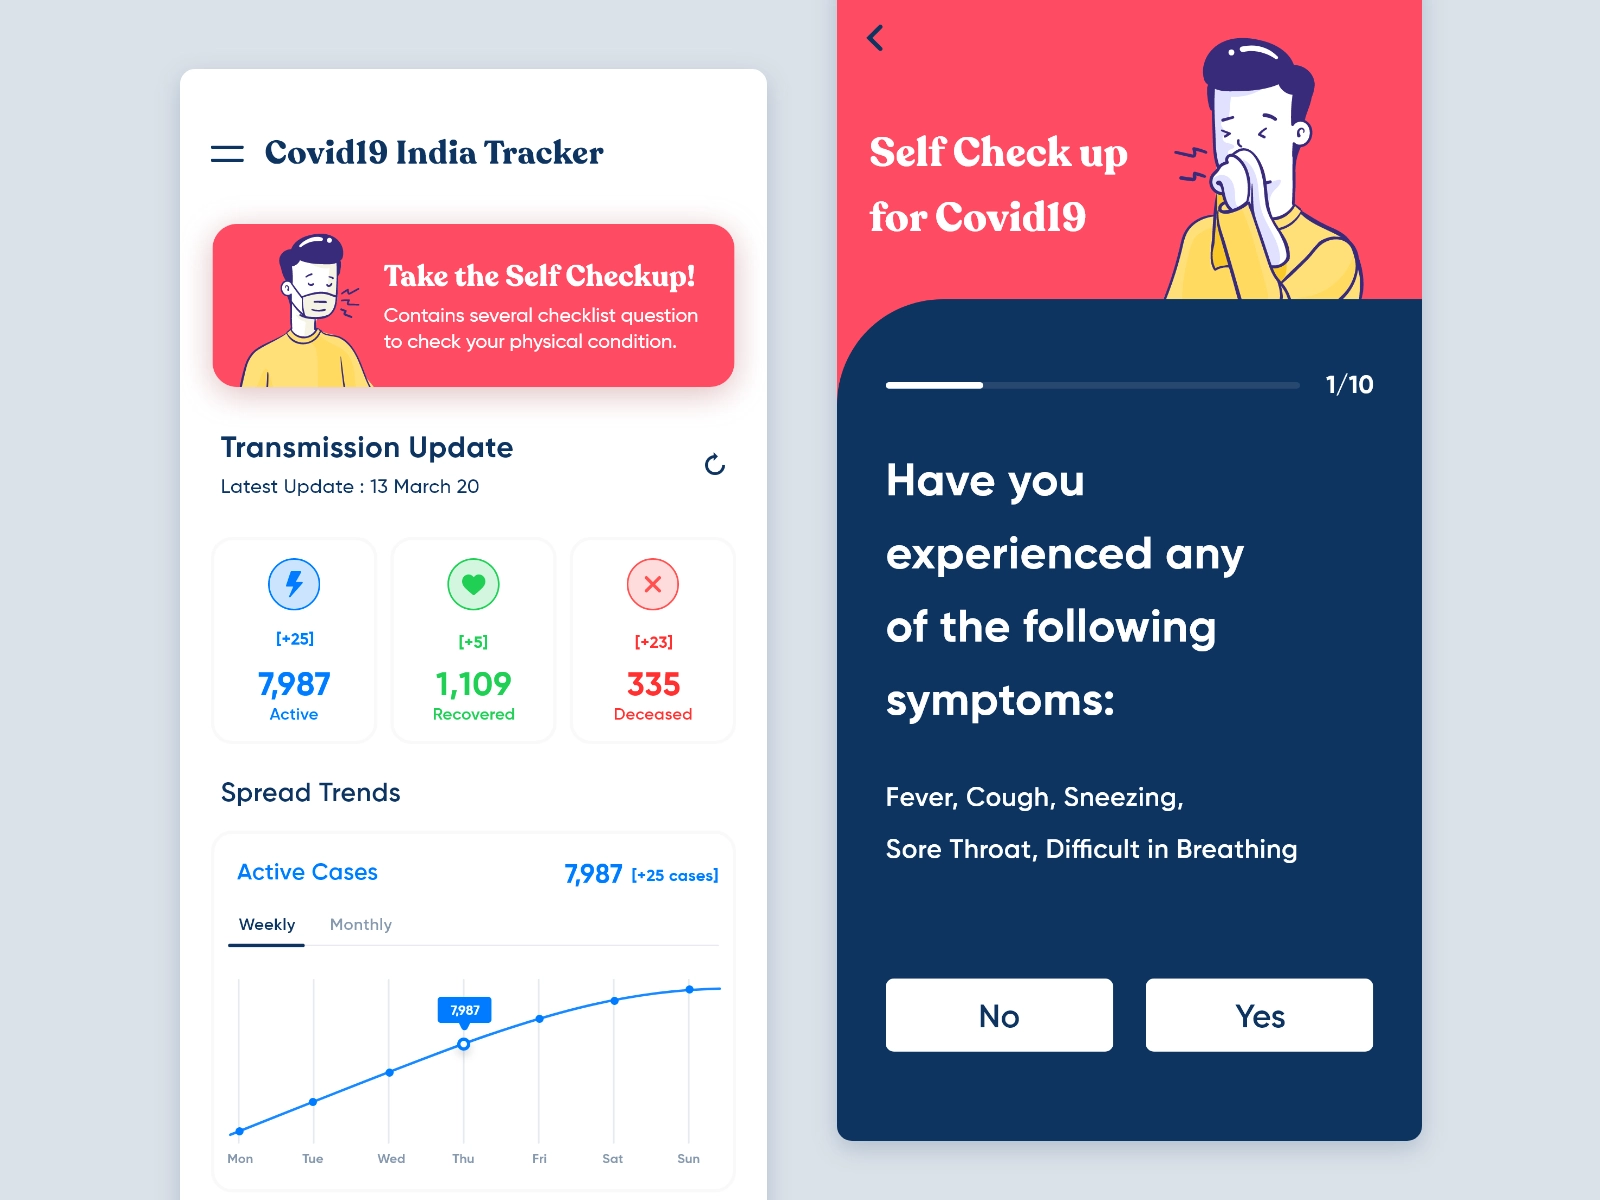 Covid19 India Tracker
Take the Self Checkup!
Contains several checklist question
to check your physical condition.
Transmission Update
Latest Update : 13 March 20
[+25]
7,987
Active
[+5]
1,109
Recovered
[+23]
335
Deceased
Spread Trends
Active Cases
7,987 [+25 cases]
Weekly
Monthly
7,987
Mon Tue Wed Thu Fri Sat Sun
Self Check up
for Covid19
1/10
Have you
experienced any
of the following
symptoms:
Fever, Cough, Sneezing,
Sore Throat, Difficult in Breathing
No
Yes